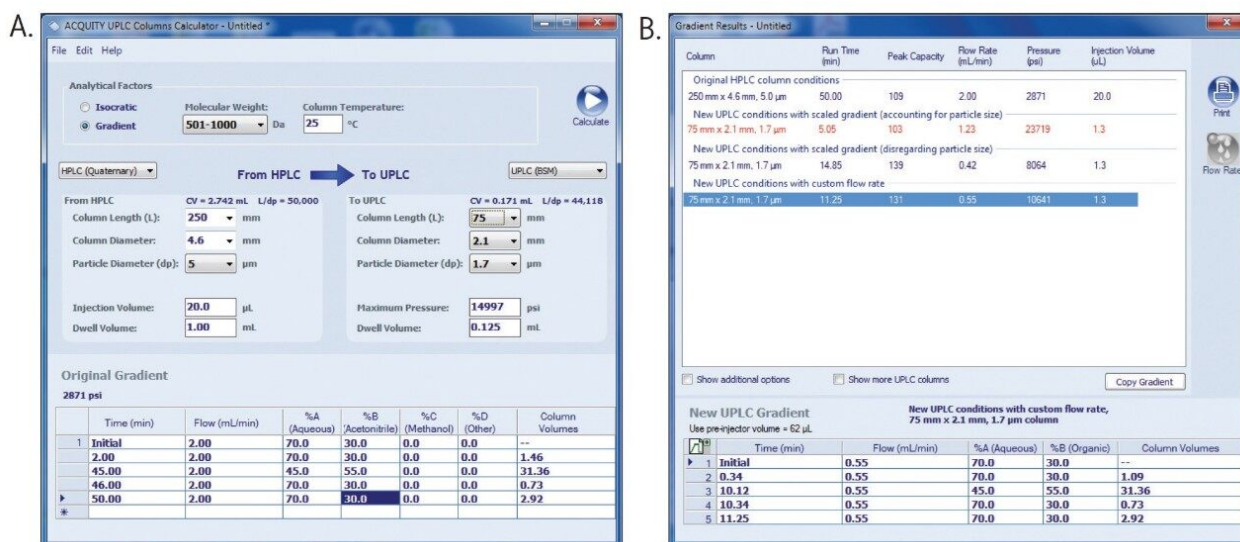 A.
ACQUITY UPLC Columns Calculator - Untitled *
File Edit Help
Analytical Factors
Isocratic
Gradient
Molecular Weight:
501-1000 Da
Column Temperature:
25 °C
Calculate
HPLC (Quaternary)
From HPLC To UPLC
UPLC (BSM)
From HPLC CV = 2.742 mL L/dp = 50,000
Column Length (L): 250 mm
Column Diameter: 4.6 mm
Particle Diameter (dp): 5 µm
Injection Volume: 20.0 µL
Dwell Volume: 1.00 mL
To UPLC CV = 0.171 mL L/dp = 44,118
Column Length (L): 75 mm
Column Diameter: 2.1 mm
Particle Diameter (dp): 1.7 µm
Maximum Pressure: 14997 psi
Dwell Volume: 0.125 mL
Original Gradient
2871 psi
Time (min) Flow (mL/min) %A (Aqueous) %B (Acetonitrile) %C (Methanol) %D (Other) Column Volumes
1 Initial 2.00 70.0 30.0 0.0 0.0 --
2.00 2.00 70.0 30.0 0.0 0.0 1.46
45.00 2.00 45.0 55.0 0.0 0.0 31.36
46.00 2.00 70.0 30.0 0.0 0.0 0.73
50.00 2.00 70.0 30.0 0.0 0.0 2.92
B.
Gradient Results - Untitled
Column Run Time (min) Peak Capacity Flow Rate (mL/min) Pressure (psi) Injection Volume (µL)
Original HPLC column conditions
250 mm x 4.6 mm, 5.0 µm 50.00 109 2.00 2871 20.0
New UPLC conditions with scaled gradient (accounting for particle size)
75 mm x 2.1 mm, 1.7 µm 5.05 103 1.23 23719 1.3
New UPLC conditions with scaled gradient (disregarding particle size)
75 mm x 2.1 mm, 1.7 µm 14.85 139 0.42 8064 1.3
New UPLC conditions with custom flow rate
75 mm x 2.1 mm, 1.7 µm 11.25 131 0.55 10641 1.3
Print
Flow Rate
Show additional options
Show more UPLC columns
Copy Gradient
New UPLC Gradient
Use pre-injector volume = 62 µL
New UPLC conditions with custom flow rate,
75 mm x 2.1 mm, 1.7 µm column
Time (min) Flow (mL/min) %A (Aqueous) %B (Organic) Column Volumes
1 Initial 0.55 70.0 30.0 --
2 0.34 0.55 70.0 30.0 1.09
3 10.12 0.55 45.0 55.0 31.36
4 10.34 0.55 70.0 30.0 0.73
5 11.25 0.55 70.0 30.0 2.92